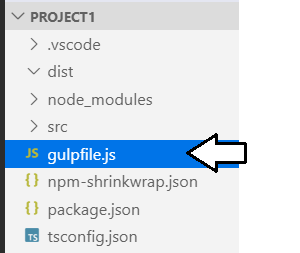 PROJECT1
.vscode
dist
node_modules
src
JS gulpfile.js
{} npm-shrinkwrap.json
{} package.json
TS tsconfig.json